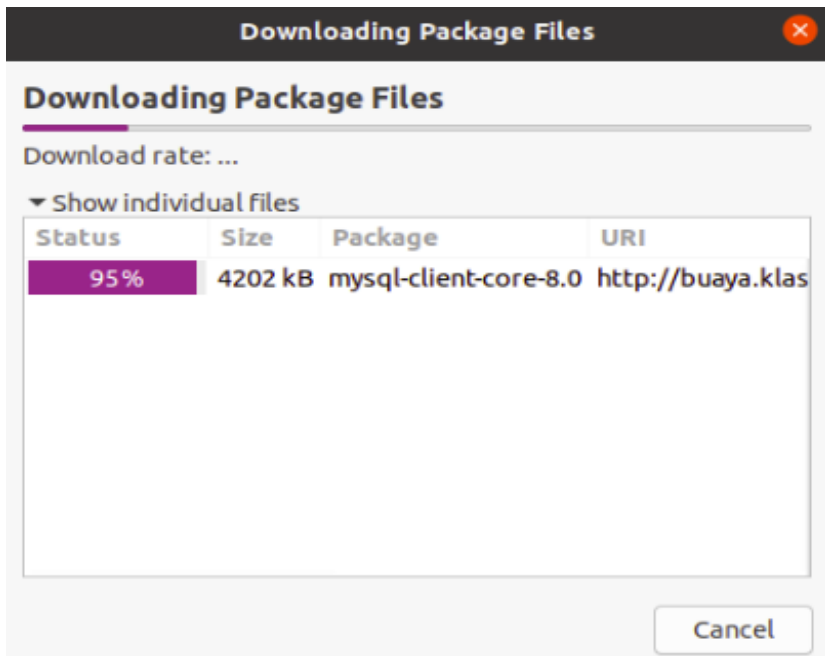 Downloading Package Files
Downloading Package Files
Download rate: ...
Show individual files
Status Size Package URI
95% 4202 kB mysql-client-core-8.0 http://buaya.klas
Cancel